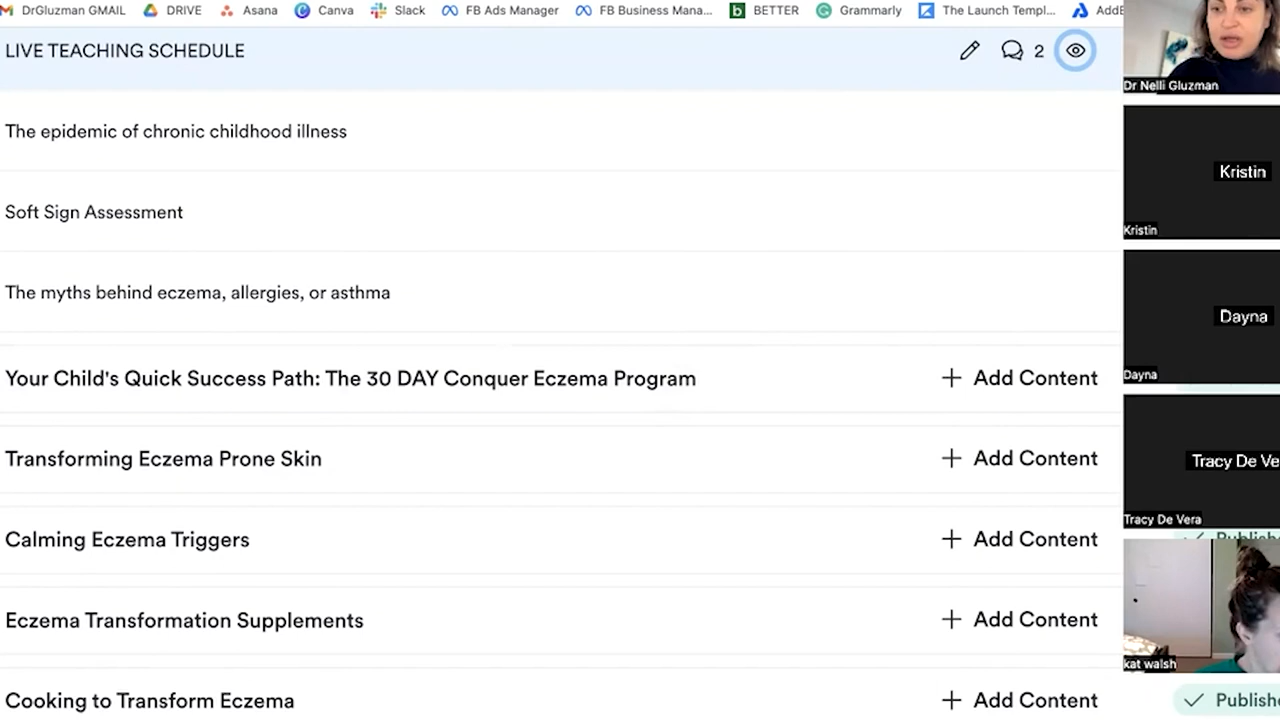 DrGluzman GMAIL DRIVE Asana Canva Slack FB Ads Manager FB Business Mana... BETTER Grammarly The Launch Templ... AddE
LIVE TEACHING SCHEDULE 2
Dr Nelli Gluzman
The epidemic of chronic childhood illness
Kristin
Soft Sign Assessment
Kristin
The myths behind eczema, allergies, or asthma
Dayna
Your Child's Quick Success Path: The 30 DAY Conquer Eczema Program + Add Content
Dayna
Transforming Eczema Prone Skin + Add Content
Tracy De Ve
Tracy De Vera
Calming Eczema Triggers + Add Content
Publish
Eczema Transformation Supplements + Add Content
kat walsh
Cooking to Transform Eczema + Add Content
Publishe